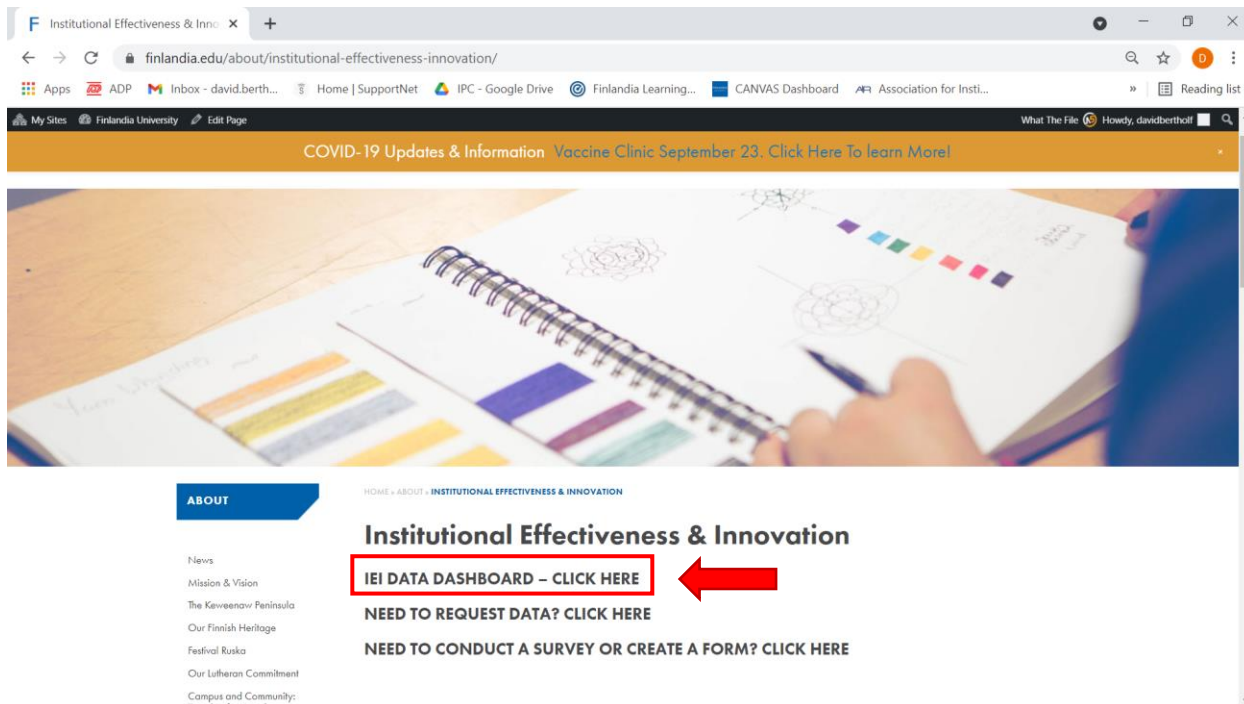 F Institutional Effectiveness & Inno
finlandia.edu/about/institutional-effectiveness-innovation/
D
Apps ADP Inbox - david.berth... Home | SupportNet IPC - Google Drive Finlandia Learning... CANVAS Dashboard AIR Association for Insti... » Reading list
My Sites Finlandia University Edit Page What The File Howdy, davidbertholf
COVID-19 Updates & Information Vaccine Clinic September 23. Click Here To learn More!
ABOUT
HOME » ABOUT » INSTITUTIONAL EFFECTIVENESS & INNOVATION
Institutional Effectiveness & Innovation
IEI DATA DASHBOARD – CLICK HERE
NEED TO REQUEST DATA? CLICK HERE
NEED TO CONDUCT A SURVEY OR CREATE A FORM? CLICK HERE
News
Mission & Vision
The Keweenaw Peninsula
Our Finnish Heritage
Festival Ruska
Our Lutheran Commitment
Campus and Community: